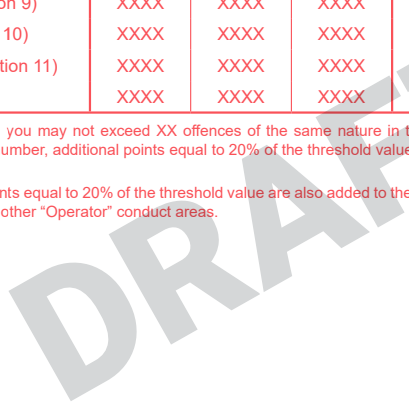 on 9) XXXX XXXX XXXX
10) XXXX XXXX XXXX
tion 11) XXXX XXXX XXXX
XXXX XXXX XXXX
you may not exceed XX offences of the same nature in
umber, additional points equal to 20% of the threshold value
nts equal to 20% of the threshold value are also added to the
other “Operator” conduct areas.
DRAF